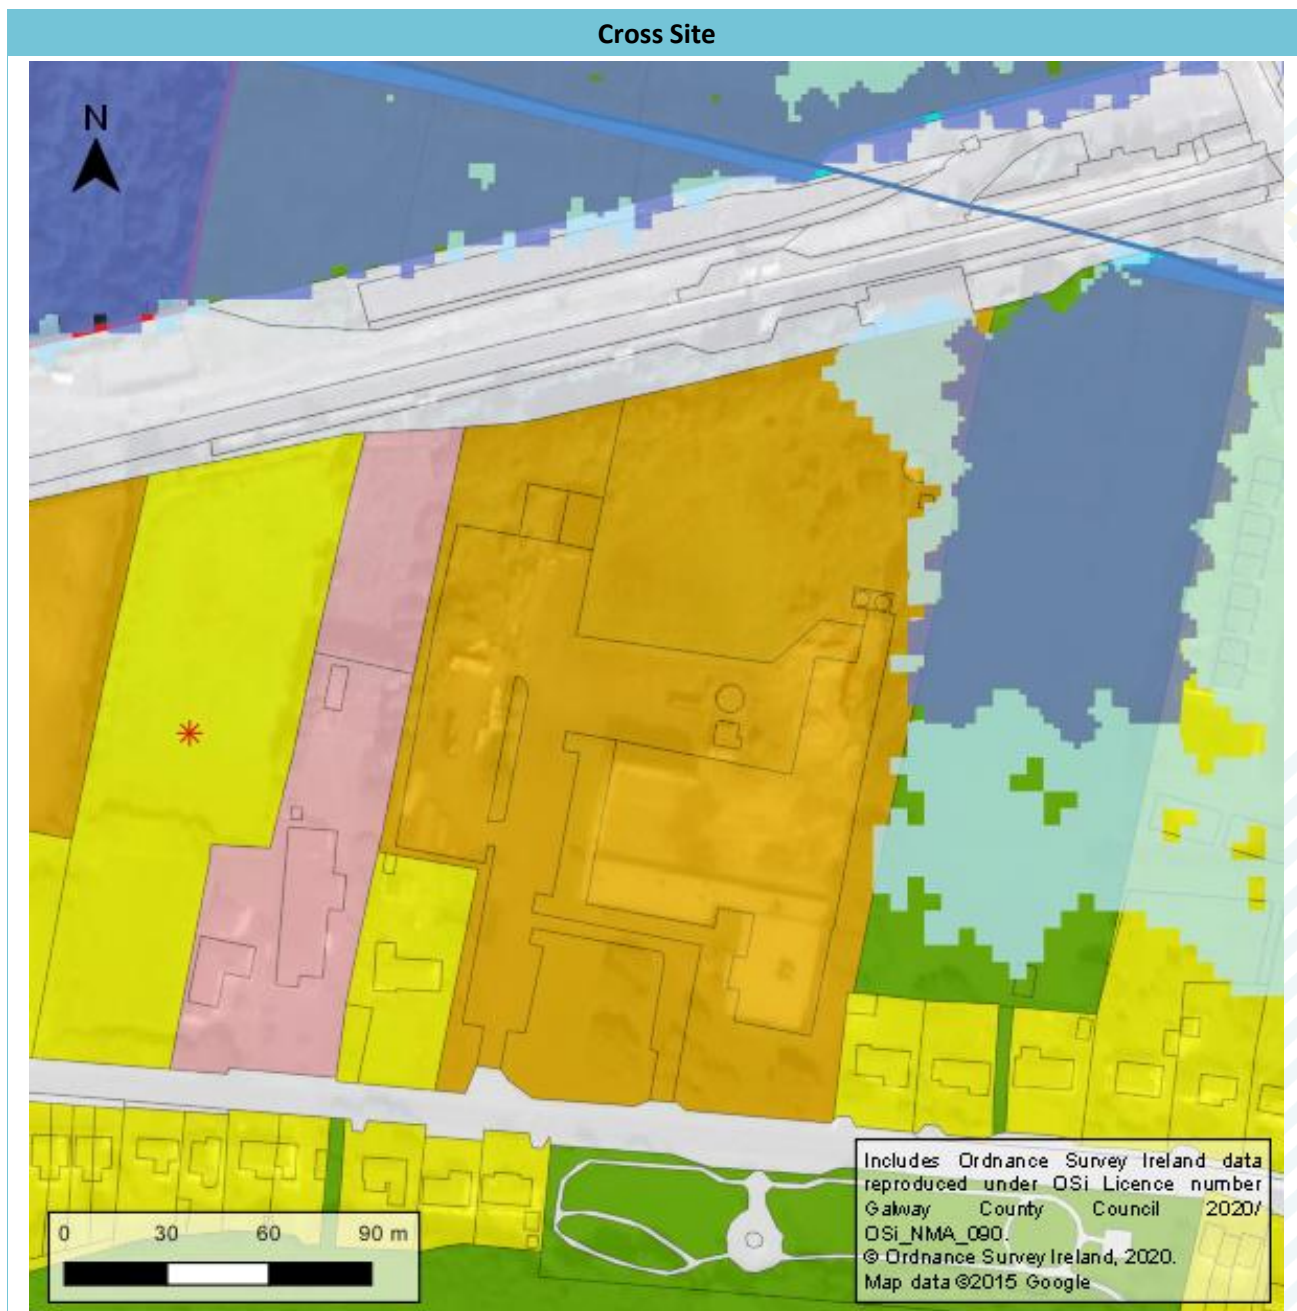 Cross Site
N
Includes Ordnance Survey Ireland data
reproduced under OSi Licence number
Galway County Council 2020/
OSi_NMA_090.
© Ordnance Survey Ireland, 2020.
Map data ©2015 Google
0 30 60 90 m